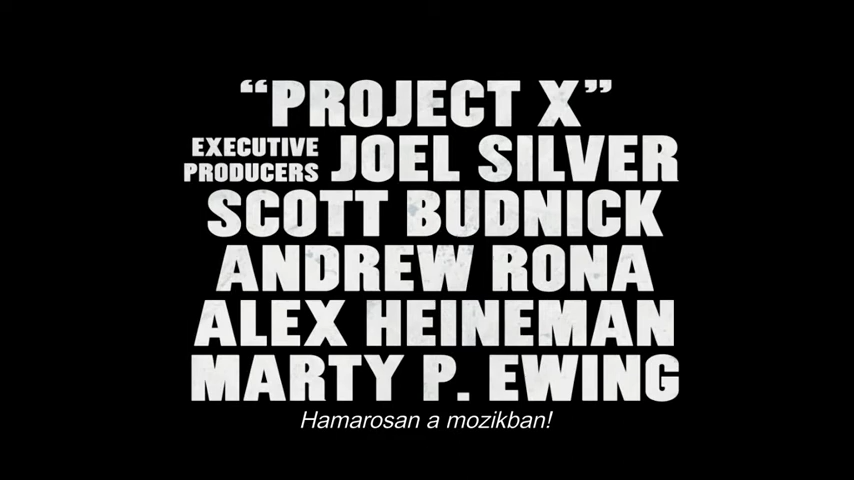 “PROJECT X”
EXECUTIVE PRODUCERS JOEL SILVER
SCOTT BUDNICK
ANDREW RONA
ALEX HEINEMAN
MARTY P. EWING
Hamarosan a mozikban!